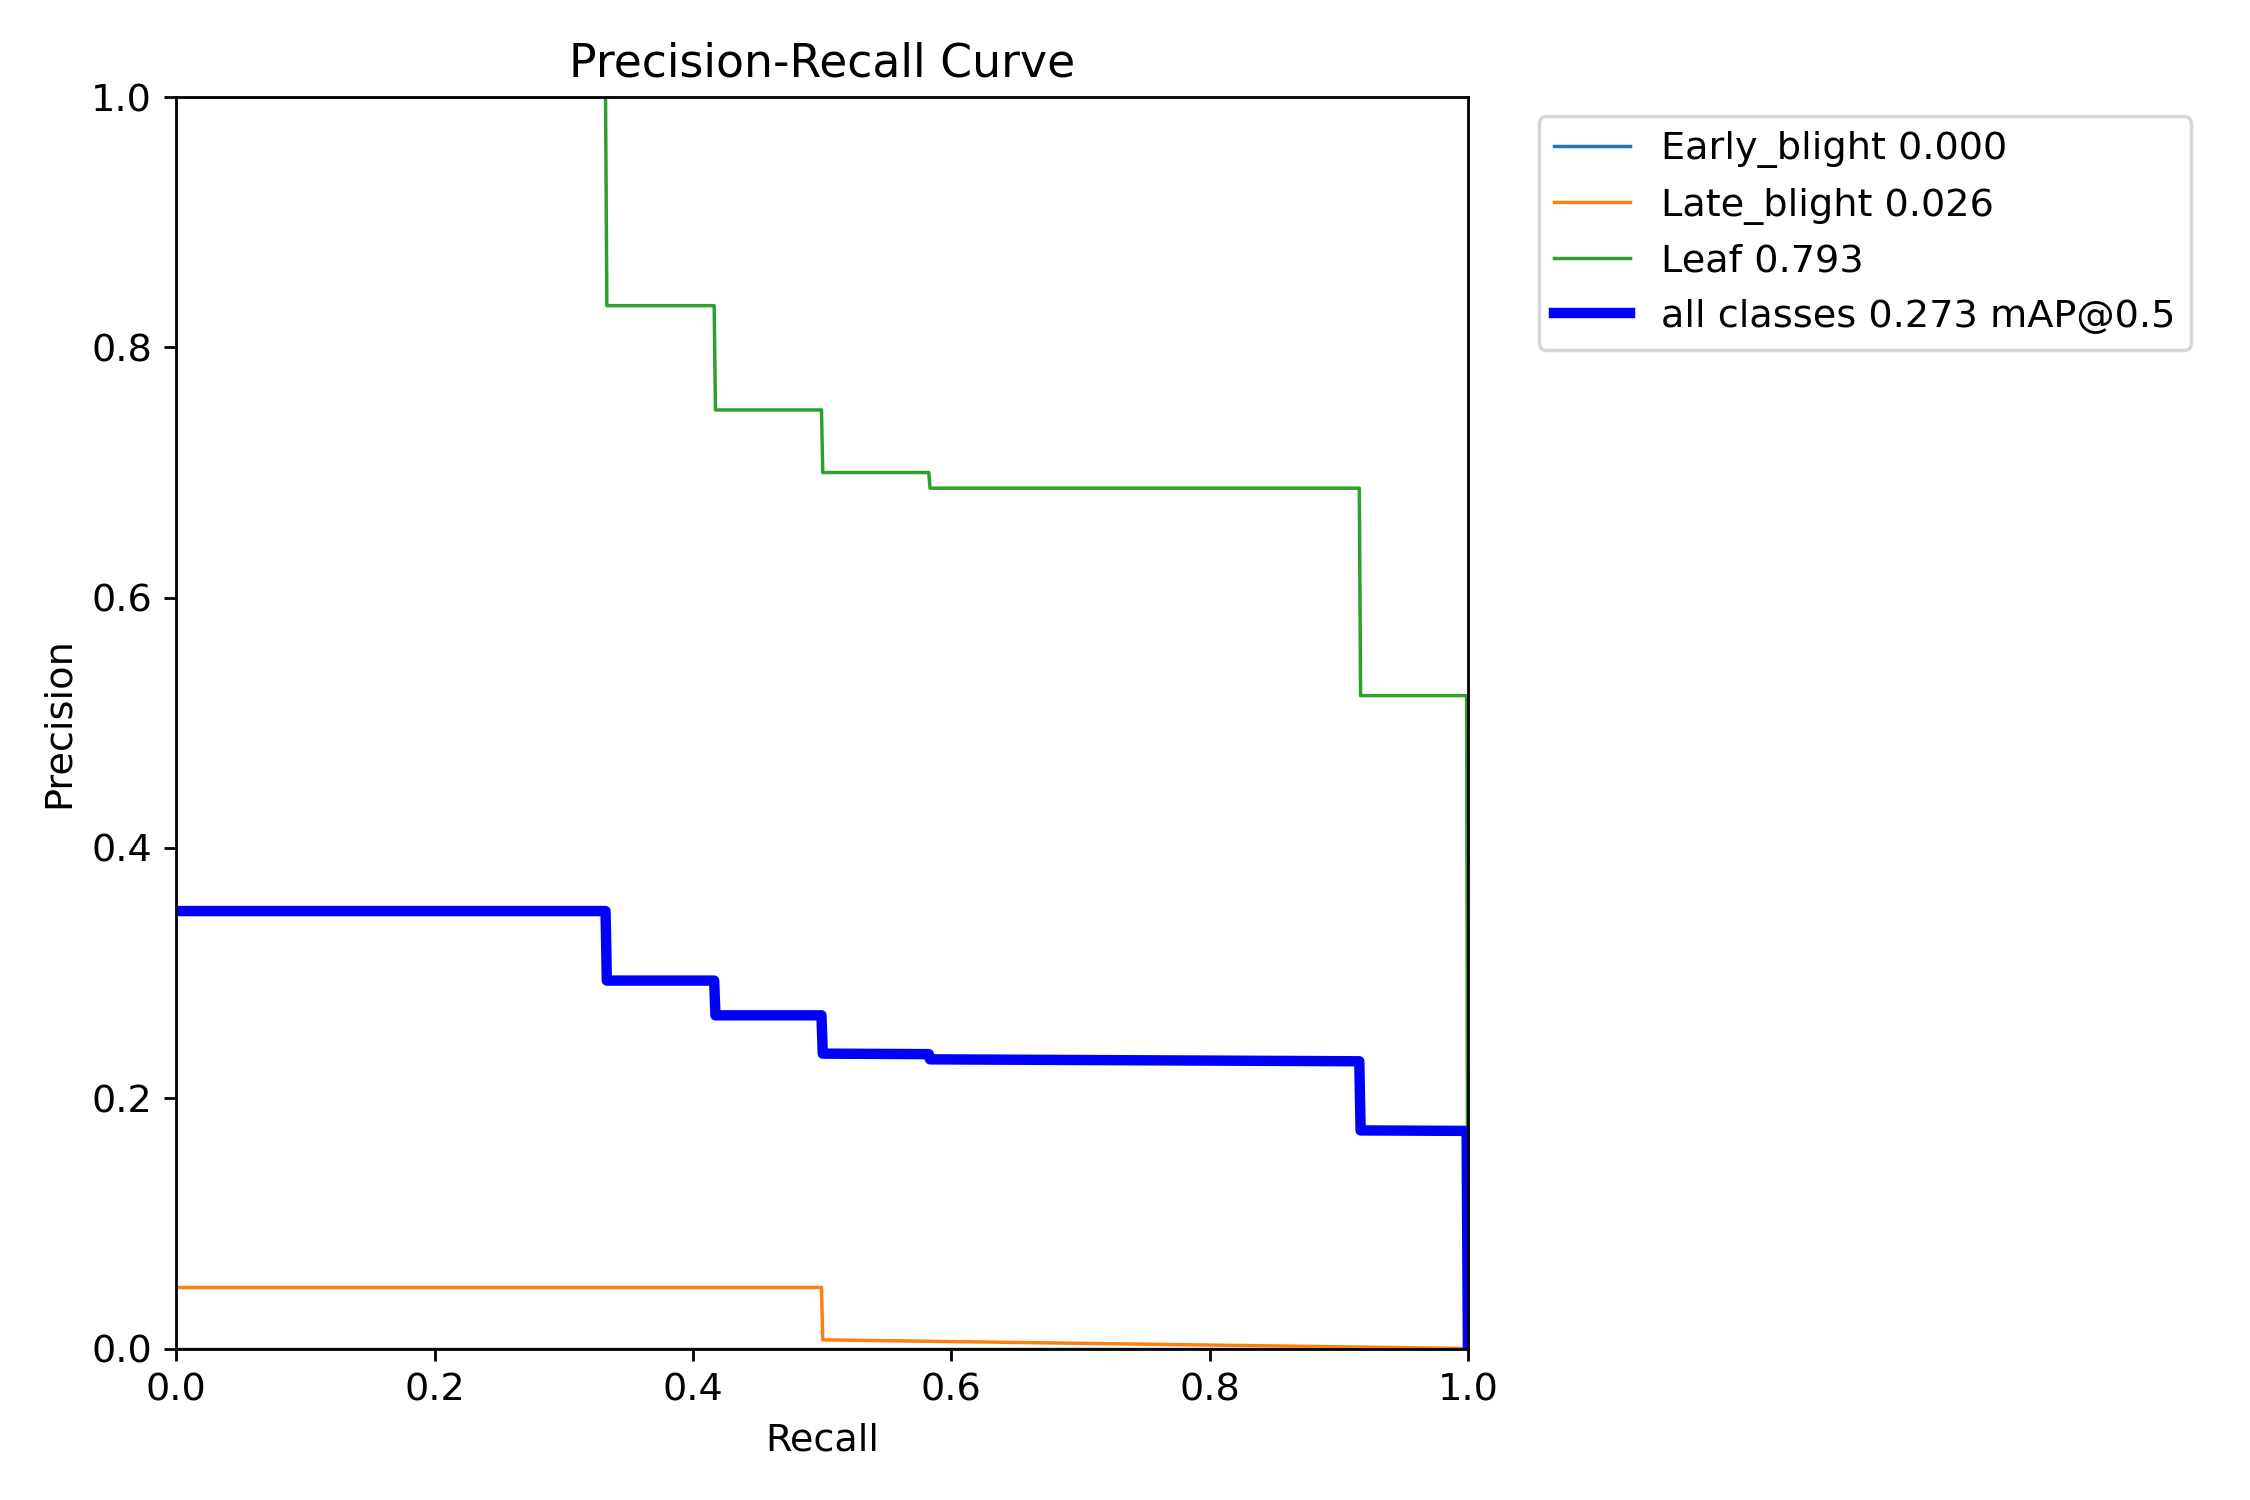 Precision-Recall Curve
1.0
0.8
0.6
0.4
0.2
0.0
Precision
0.0 0.2 0.4 0.6 0.8 1.0
Recall
Early_blight 0.000
Late_blight 0.026
Leaf 0.793
all classes 0.273 mAP@0.5